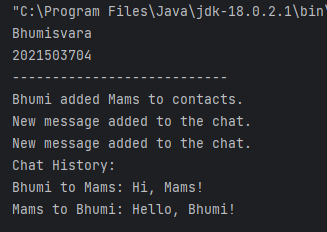 "C:\Program Files\Java\jdk-18.0.2.1\bin\
Bhumisvara
2021503704
---------------------------
Bhumi added Mams to contacts.
New message added to the chat.
New message added to the chat.
Chat History:
Bhumi to Mams: Hi, Mams!
Mams to Bhumi: Hello, Bhumi!